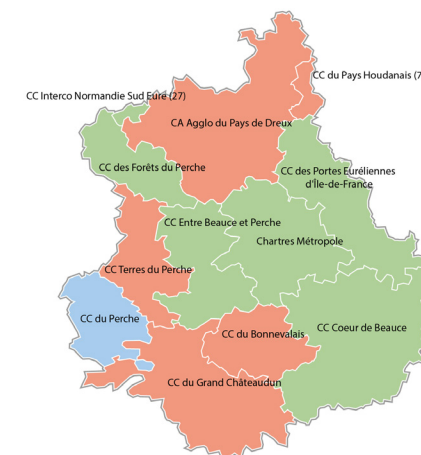 CC du Pays Houdanais (7
CC Interco Normandie Sud Eure (27)
CA Agglo du Pays de Dreux
CC des Forêts du Perche
CC des Portes Euréliennes
d'Île-de-France
CC Entre Beauce et Perche
Chartres Métropole
CC Terres du Perche
CC du Perche
CC du Bonnevalais
CC Coeur de Beauce
CC du Grand Châteaudun